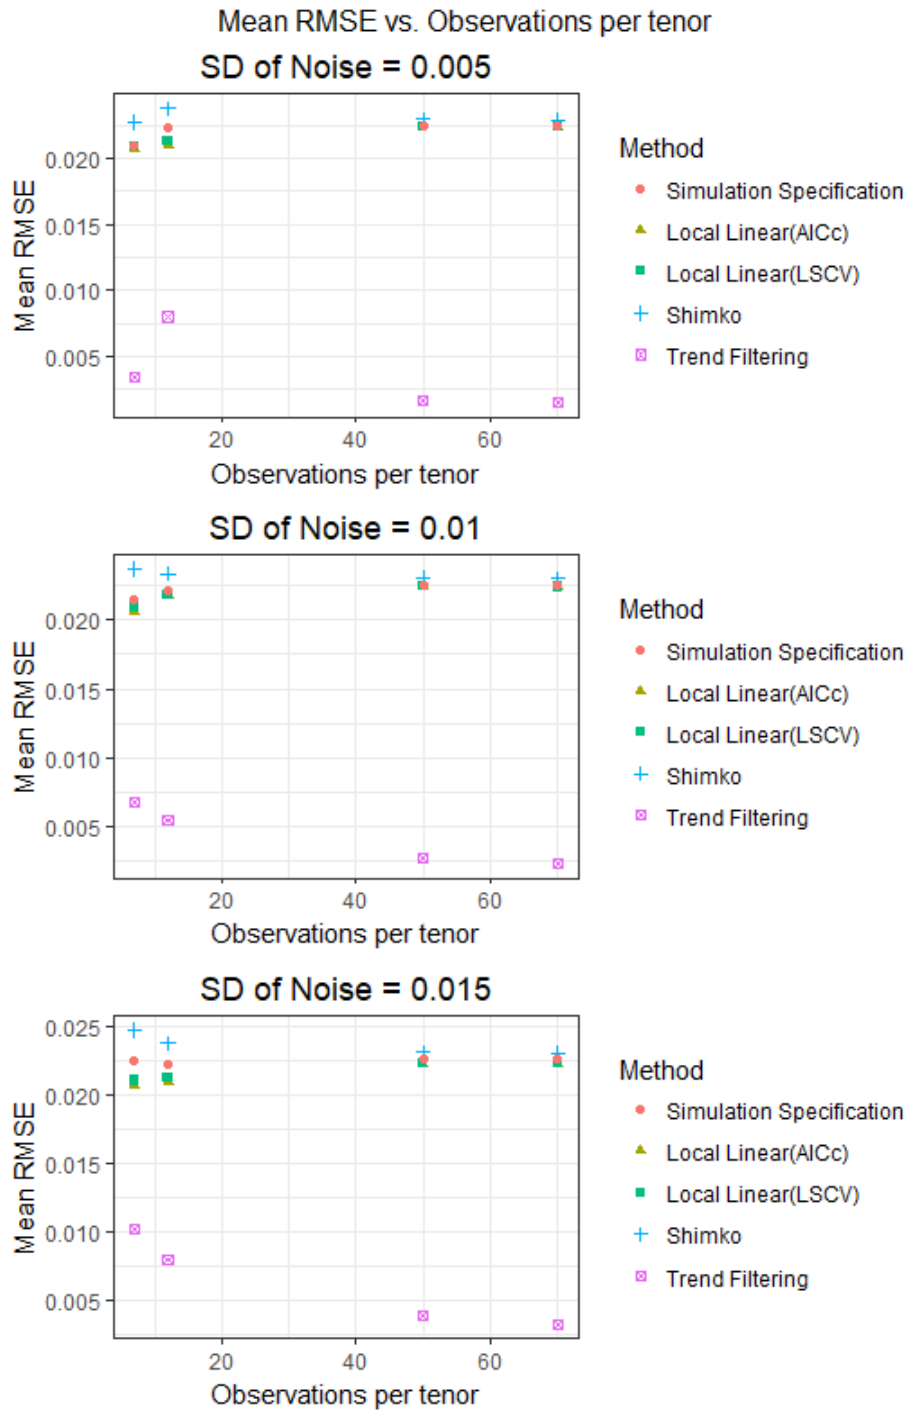 Mean RMSE vs. Observations per tenor
SD of Noise = 0.005
Mean RMSE
0.020
0.015
0.010
0.005
20 40 60
Observations per tenor
Method
Simulation Specification
Local Linear(AICc)
Local Linear(LSCV)
Shimko
Trend Filtering
SD of Noise = 0.01
Mean RMSE
0.020
0.015
0.010
0.005
20 40 60
Observations per tenor
Method
Simulation Specification
Local Linear(AICc)
Local Linear(LSCV)
Shimko
Trend Filtering
SD of Noise = 0.015
Mean RMSE
0.025
0.020
0.015
0.010
0.005
20 40 60
Observations per tenor
Method
Simulation Specification
Local Linear(AICc)
Local Linear(LSCV)
Shimko
Trend Filtering